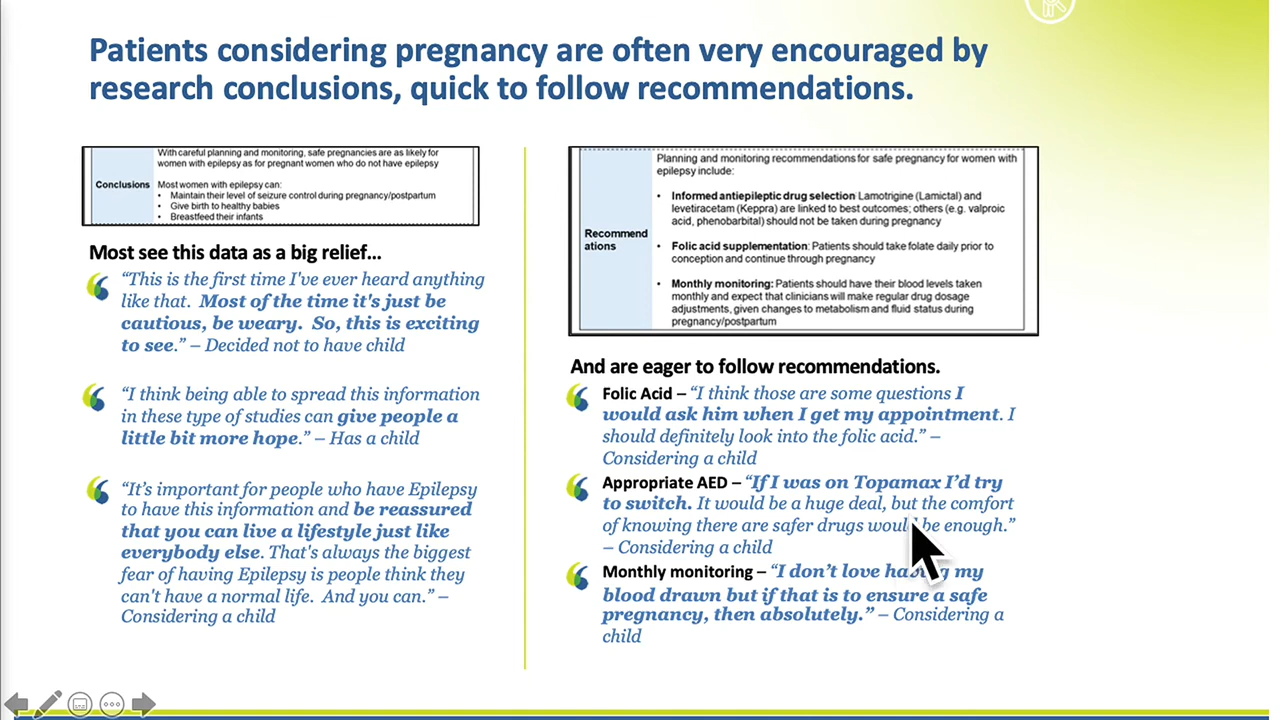 Patients considering pregnancy are often very encouraged by
research conclusions, quick to follow recommendations.
Conclusions
With careful planning and monitoring, safe pregnancies are as likely for
women with epilepsy as for pregnant women who do not have epilepsy
Most women with epilepsy can:
• Maintain their level of seizure control during pregnancy/postpartum
• Give birth to healthy babies
• Breastfeed their infants
Most see this data as a big relief...
“This is the first time I've ever heard anything
like that. Most of the time it's just be
cautious, be weary. So, this is exciting
to see.” – Decided not to have child
“I think being able to spread this information
in these type of studies can give people a
little bit more hope.” – Has a child
“It’s important for people who have Epilepsy
to have this information and be reassured
that you can live a lifestyle just like
everybody else. That's always the biggest
fear of having Epilepsy is people think they
can't have a normal life. And you can.” –
Considering a child
Recommend
ations
Planning and monitoring recommendations for safe pregnancy for women with
epilepsy include:
• Informed antiepileptic drug selection Lamotrigine (Lamictal) and
levetiracetam (Keppra) are linked to best outcomes; others (e.g. valproic
acid, phenobarbital) should not be taken during pregnancy
• Folic acid supplementation: Patients should take folate daily prior to
conception and continue through pregnancy
• Monthly monitoring: Patients should have their blood levels taken
monthly and expect that clinicians will make regular drug dosage
adjustments, given changes to metabolism and fluid status during
pregnancy/postpartum
And are eager to follow recommendations.
Folic Acid – “I think those are some questions I
would ask him when I get my appointment. I
should definitely look into the folic acid.” –
Considering a child
Appropriate AED – “If I was on Topamax I’d try
to switch. It would be a huge deal, but the comfort
of knowing there are safer drugs would be enough.”
– Considering a child
Monthly monitoring – “I don’t love having my
blood drawn but if that is to ensure a safe
pregnancy, then absolutely.” – Considering a
child